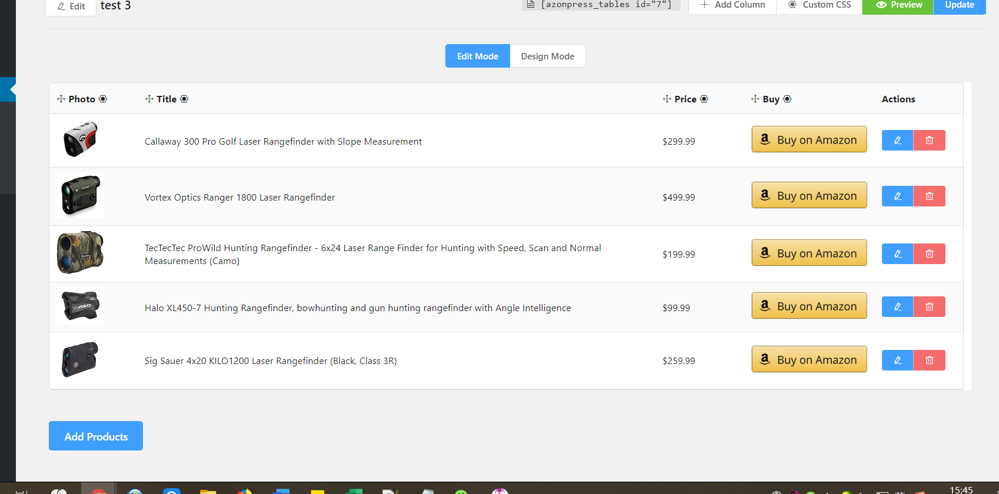 Edit test 3 [azonpress_tables id="7"] Add Column Custom CSS Preview Update
Edit Mode Design Mode
Photo Title Price Buy Actions
Callaway 300 Pro Golf Laser Rangefinder with Slope Measurement $299.99 Buy on Amazon
Vortex Optics Ranger 1800 Laser Rangefinder $499.99 Buy on Amazon
TecTecTec ProWild Hunting Rangefinder - 6x24 Laser Range Finder for Hunting with Speed, Scan and Normal
Measurements (Camo) $199.99 Buy on Amazon
Halo XL450-7 Hunting Rangefinder, bowhunting and gun hunting rangefinder with Angle Intelligence $99.99 Buy on Amazon
Sig Sauer 4x20 KILO1200 Laser Rangefinder (Black, Class 3R) $259.99 Buy on Amazon
Add Products
15:45